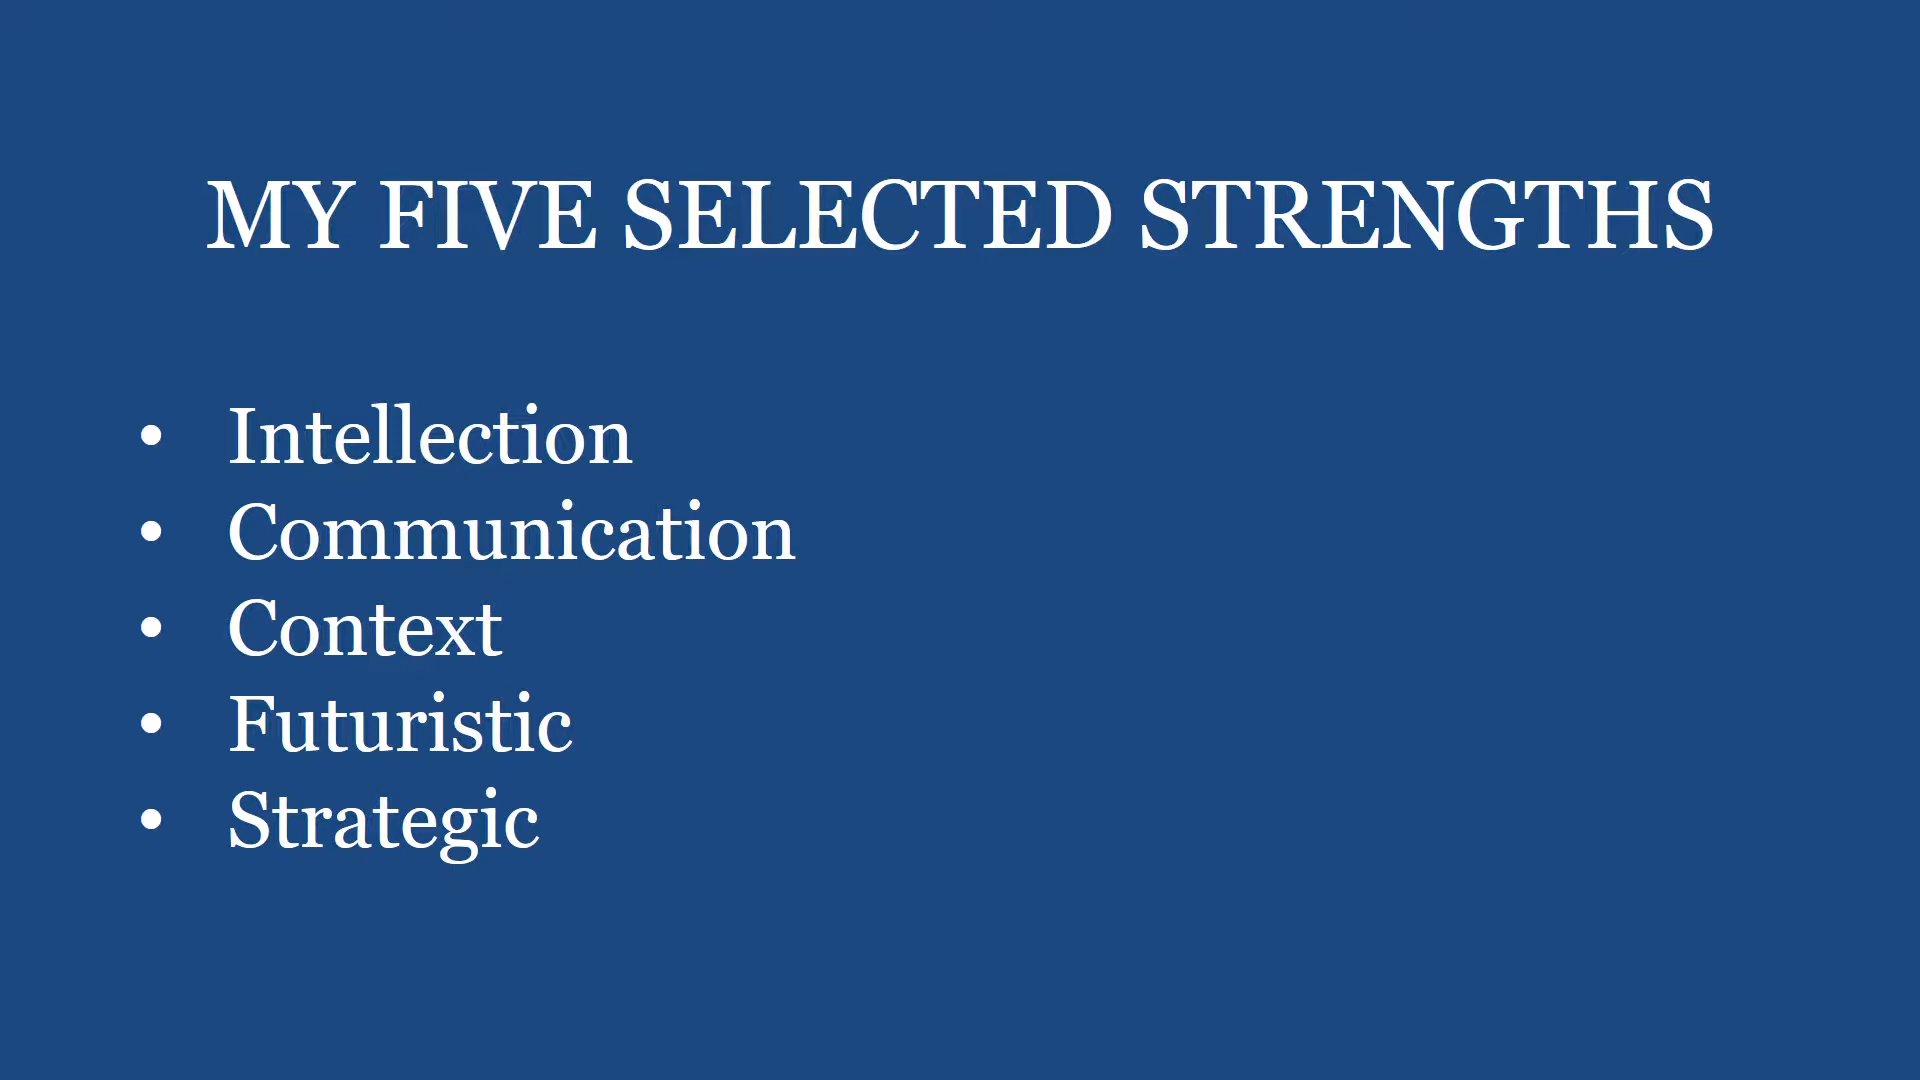 MY FIVE SELECTED STRENGTHS
• Intellection
• Communication
• Context
• Futuristic
• Strategic